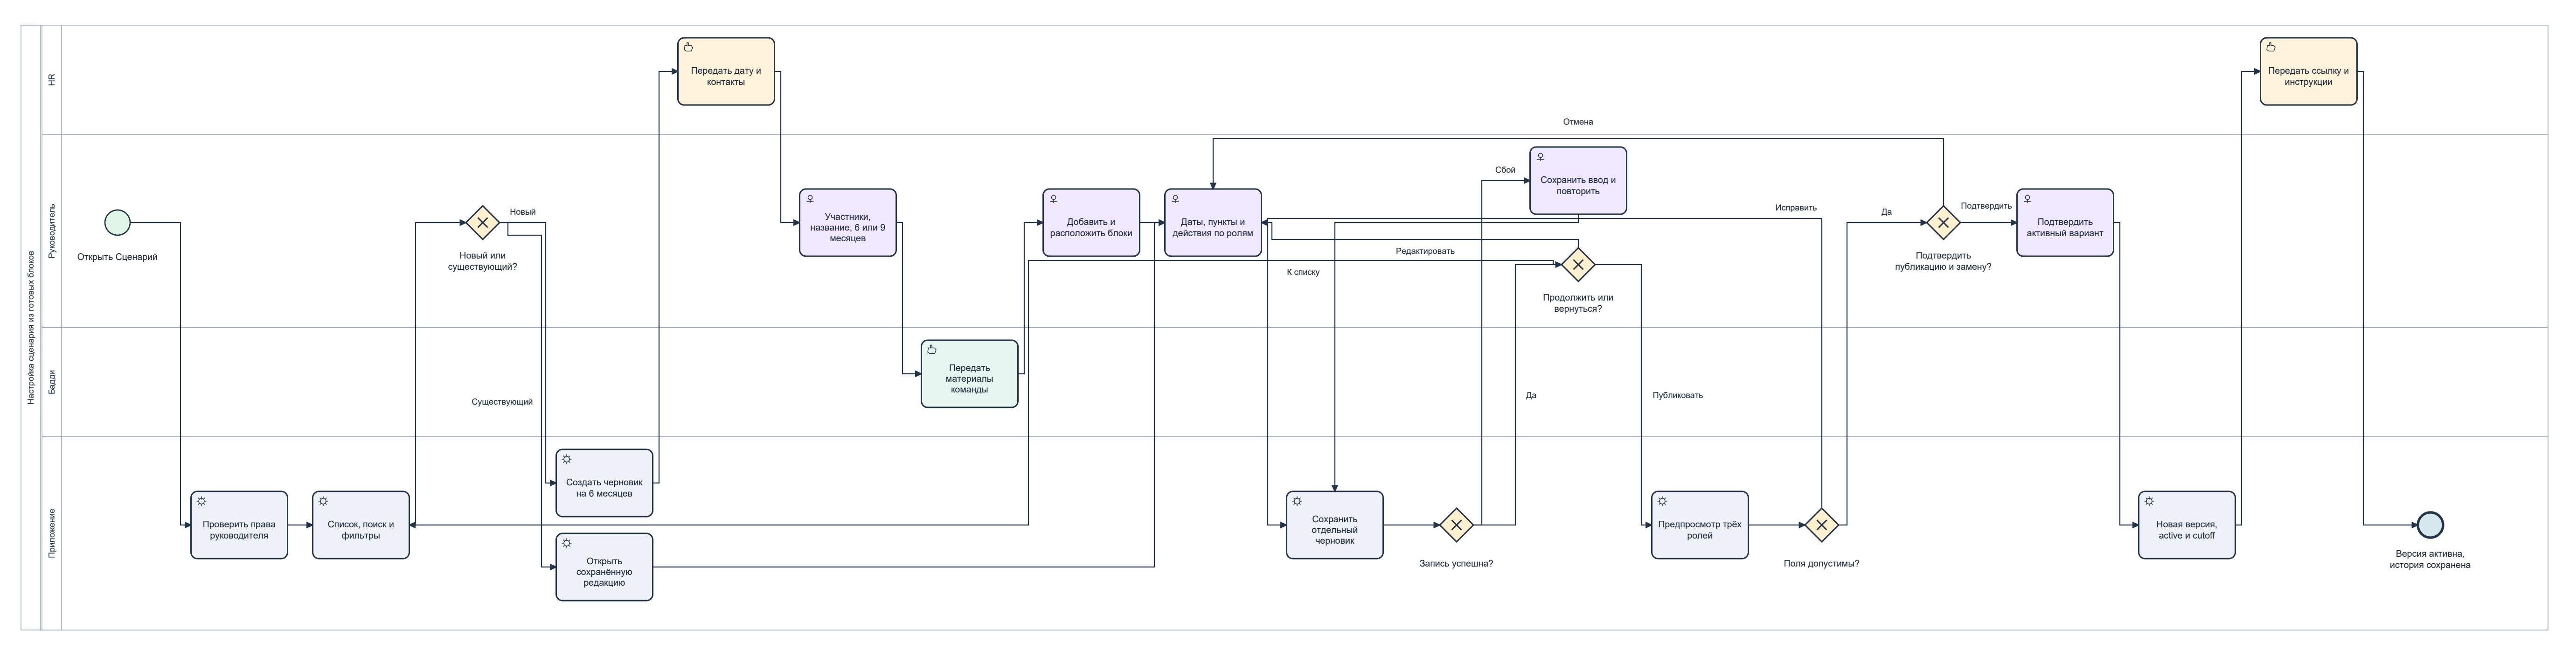 Настройка сценария из готовых блоков
HR
Передать дату и
контакты
Передать ссылку и
инструкции
Отмена
Руководитель
Открыть Сценарий
Новый
Новый или
существующий?
Участники,
название, 6 или 9
месяцев
Добавить и
расположить блоки
Даты, пункты и
действия по ролям
Сбой
Сохранить ввод и
повторить
Исправить
Редактировать
К списку
Продолжить или
вернуться?
Да
Подтвердить
Подтвердить
публикацию и замену?
Подтвердить
активный вариант
Бадди
Существующий
Передать
материалы
команды
Да
Публиковать
Приложение
Проверить права
руководителя
Список, поиск и
фильтры
Создать черновик
на 6 месяцев
Открыть
сохранённую
редакцию
Сохранить
отдельный
черновик
Запись успешна?
Предпросмотр трёх
ролей
Поля допустимы?
Новая версия,
active и cutoff
Версия активна,
история сохранена